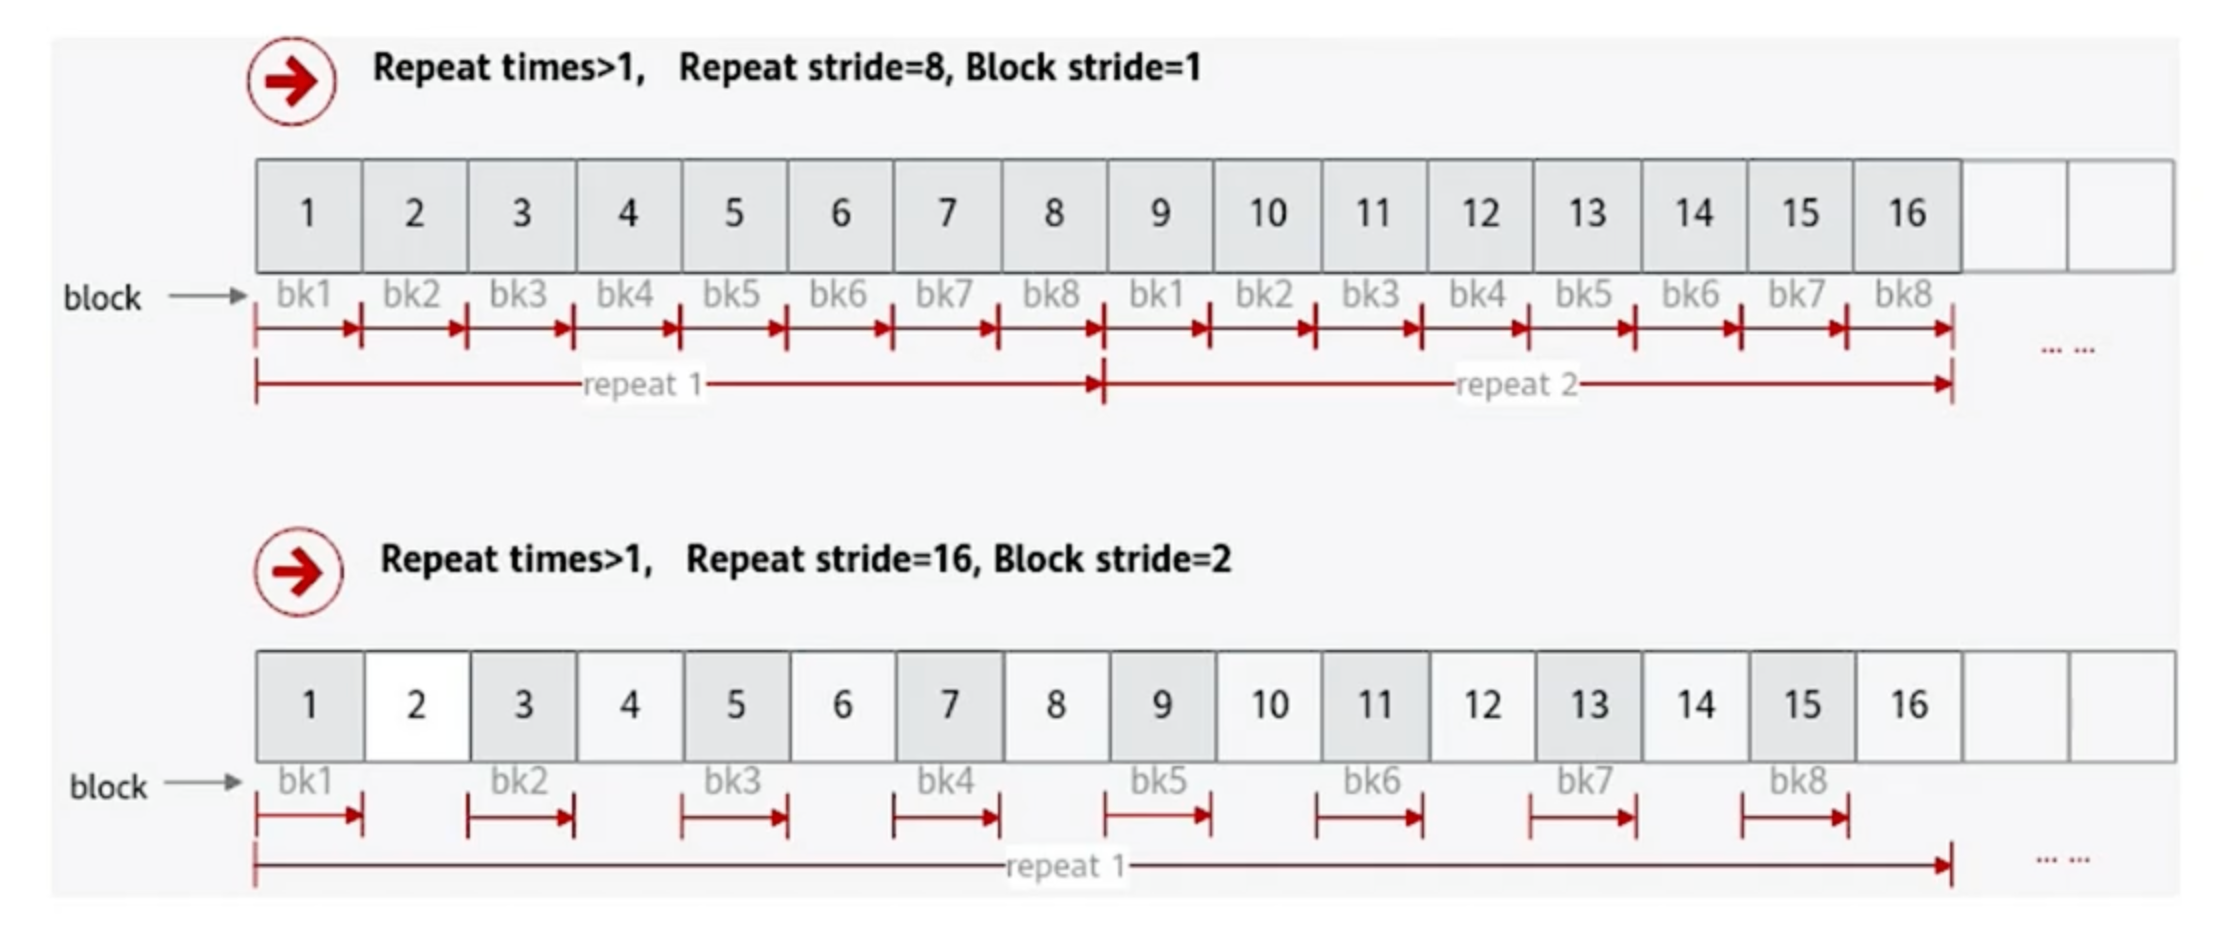 Repeat times>1, Repeat stride=8, Block stride=1
1 2 3 4 5 6 7 8 9 10 11 12 13 14 15 16
block bk1 bk2 bk3 bk4 bk5 bk6 bk7 bk8 bk1 bk2 bk3 bk4 bk5 bk6 bk7 bk8
... ...
repeat 1 repeat 2
Repeat times>1, Repeat stride=16, Block stride=2
1 2 3 4 5 6 7 8 9 10 11 12 13 14 15 16
block bk1 bk2 bk3 bk4 bk5 bk6 bk7 bk8
repeat 1 ... ...